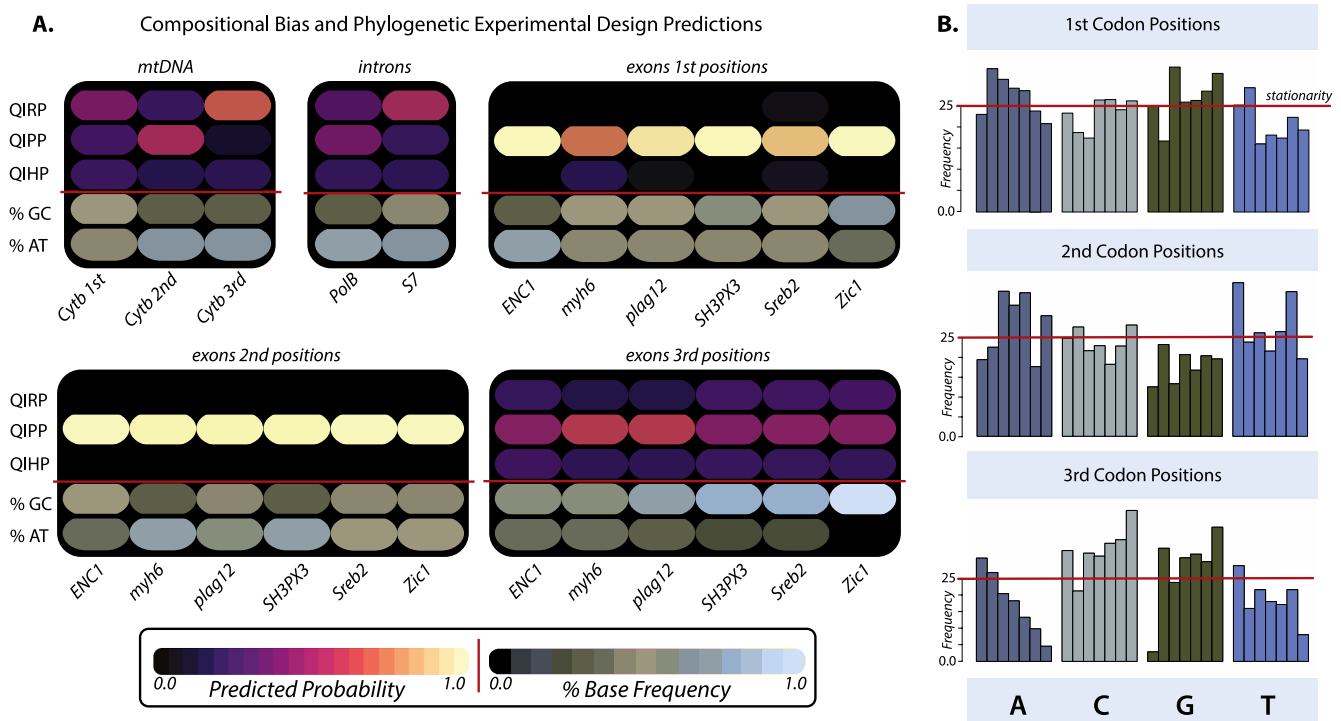 A. Compositional Bias and Phylogenetic Experimental Design Predictions
mtDNA introns exons 1st positions
QIRP
QIPP
QIHP
% GC
% AT
Cytb 1st Cytb 2nd Cytb 3rd PolB S7 ENC1 myh6 plag12 SH3PX3 Sreb2 Zic1
exons 2nd positions exons 3rd positions
QIRP
QIPP
QIHP
% GC
% AT
ENC1 myh6 plag12 SH3PX3 Sreb2 Zic1 ENC1 myh6 plag12 SH3PX3 Sreb2 Zic1
0.0 Predicted Probability 1.0 0.0 % Base Frequency 1.0
B. 1st Codon Positions
stationarity
25
Frequency
0.0
2nd Codon Positions
25
Frequency
0.0
3rd Codon Positions
25
Frequency
0.0
A C G T